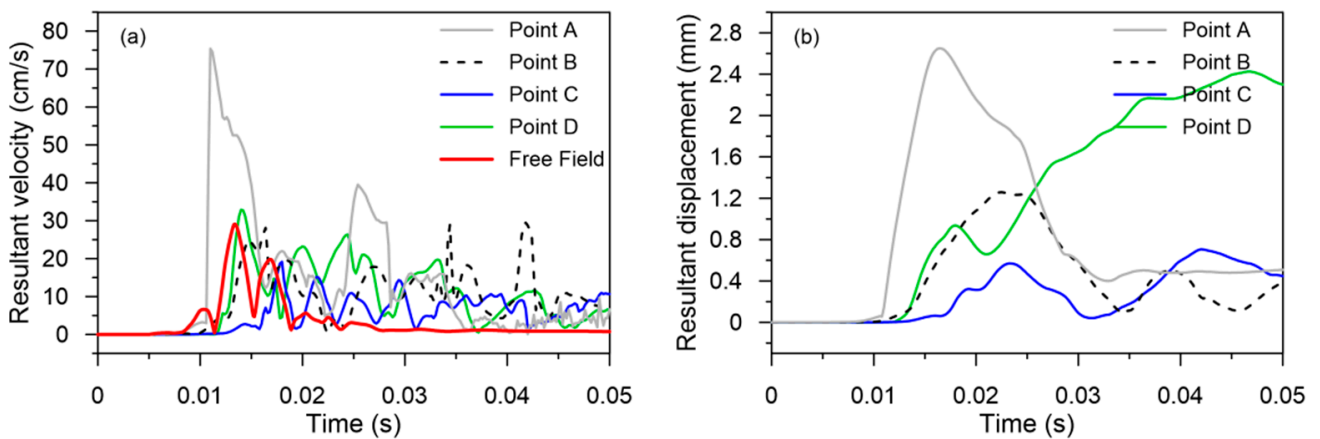 (a)
Resultant velocity (cm/s)
80
70
60
50
40
30
20
10
0
Point A
Point B
Point C
Point D
Free Field
0
0.01
0.02
0.03
0.04
0.05
Time (s)
(b)
Resultant displacement (mm)
2.8
2.4
2
1.6
1.2
0.8
0.4
0
Point A
Point B
Point C
Point D
0
0.01
0.02
0.03
0.04
0.05
Time (s)